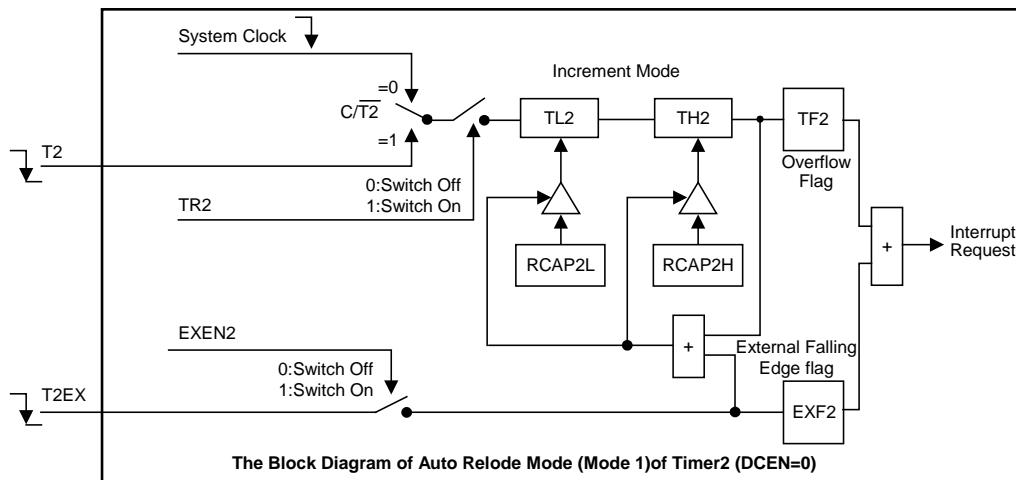 System Clock
Increment Mode
=0
C/T2
TL2
TH2
TF2
=1
T2
Overflow
Flag
0:Switch Off
1:Switch On
TR2
+
Interrupt
Request
RCAP2L
RCAP2H
EXEN2
+
External Falling
Edge flag
0:Switch Off
1:Switch On
T2EX
EXF2
The Block Diagram of Auto Relode Mode (Mode 1)of Timer2 (DCEN=0)